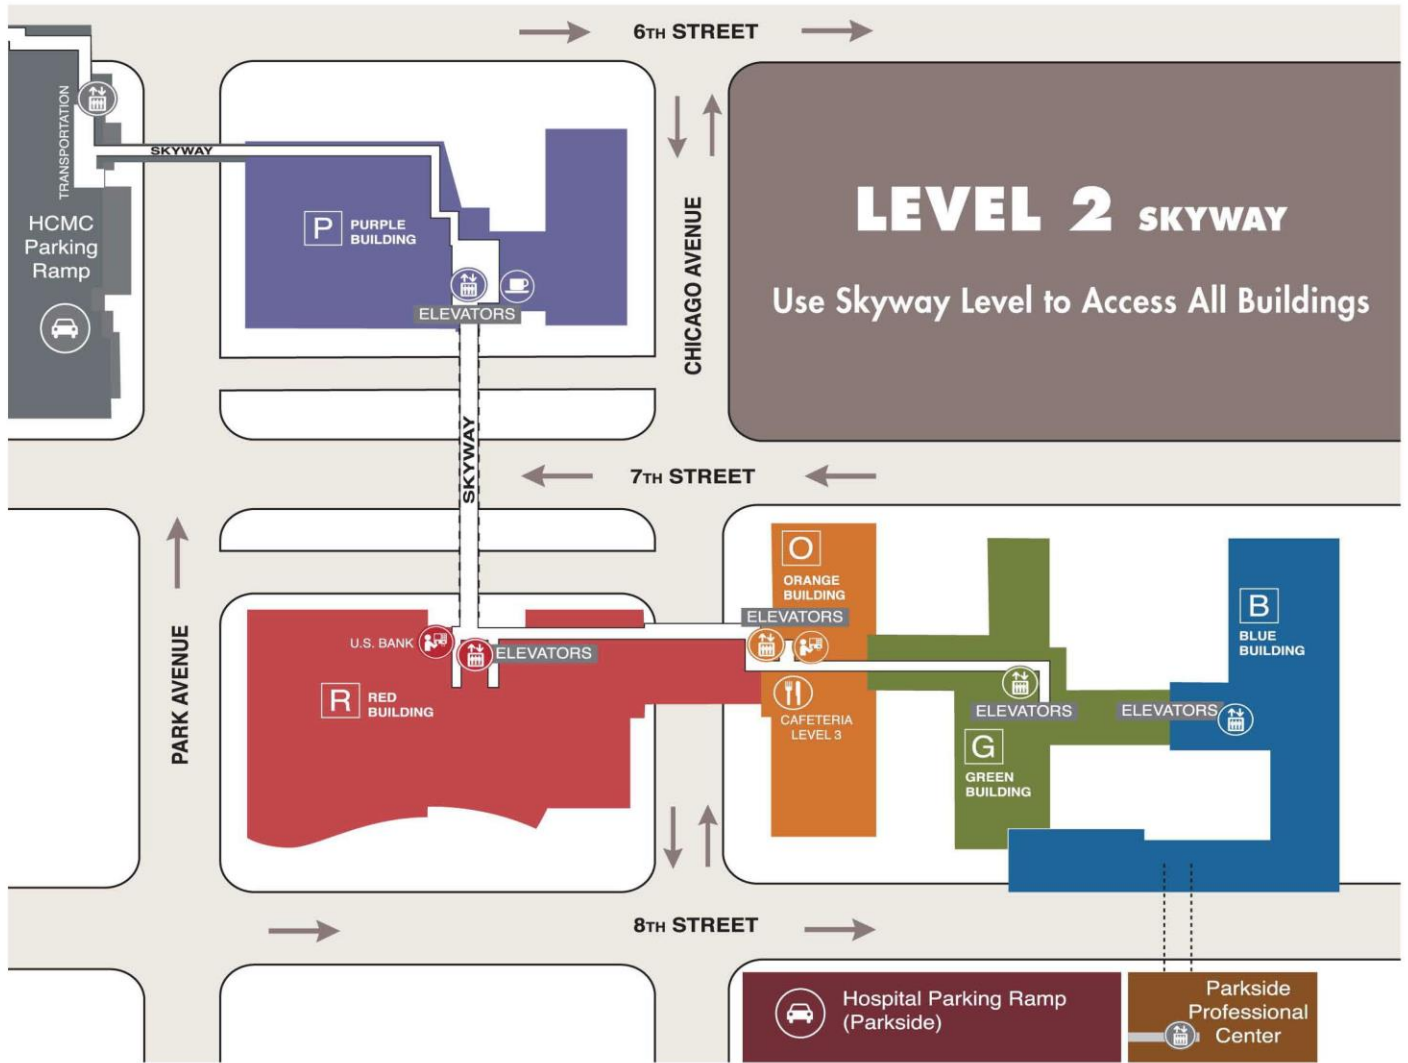 6TH STREET
TRANSPORTATION
SKYWAY
HCMC
Parking
Ramp
P
PURPLE
BUILDING
ELEVATORS
CHICAGO AVENUE
LEVEL 2 SKYWAY
Use Skyway Level to Access All Buildings
SKYWAY
7TH STREET
PARK AVENUE
U.S. BANK
ELEVATORS
R
RED
BUILDING
O
ORANGE
BUILDING
ELEVATORS
CAFETERIA
LEVEL 3
ELEVATORS
G
GREEN
BUILDING
B
BLUE
BUILDING
ELEVATORS
8TH STREET
Hospital Parking Ramp
(Parkside)
Parkside
Professional
Center